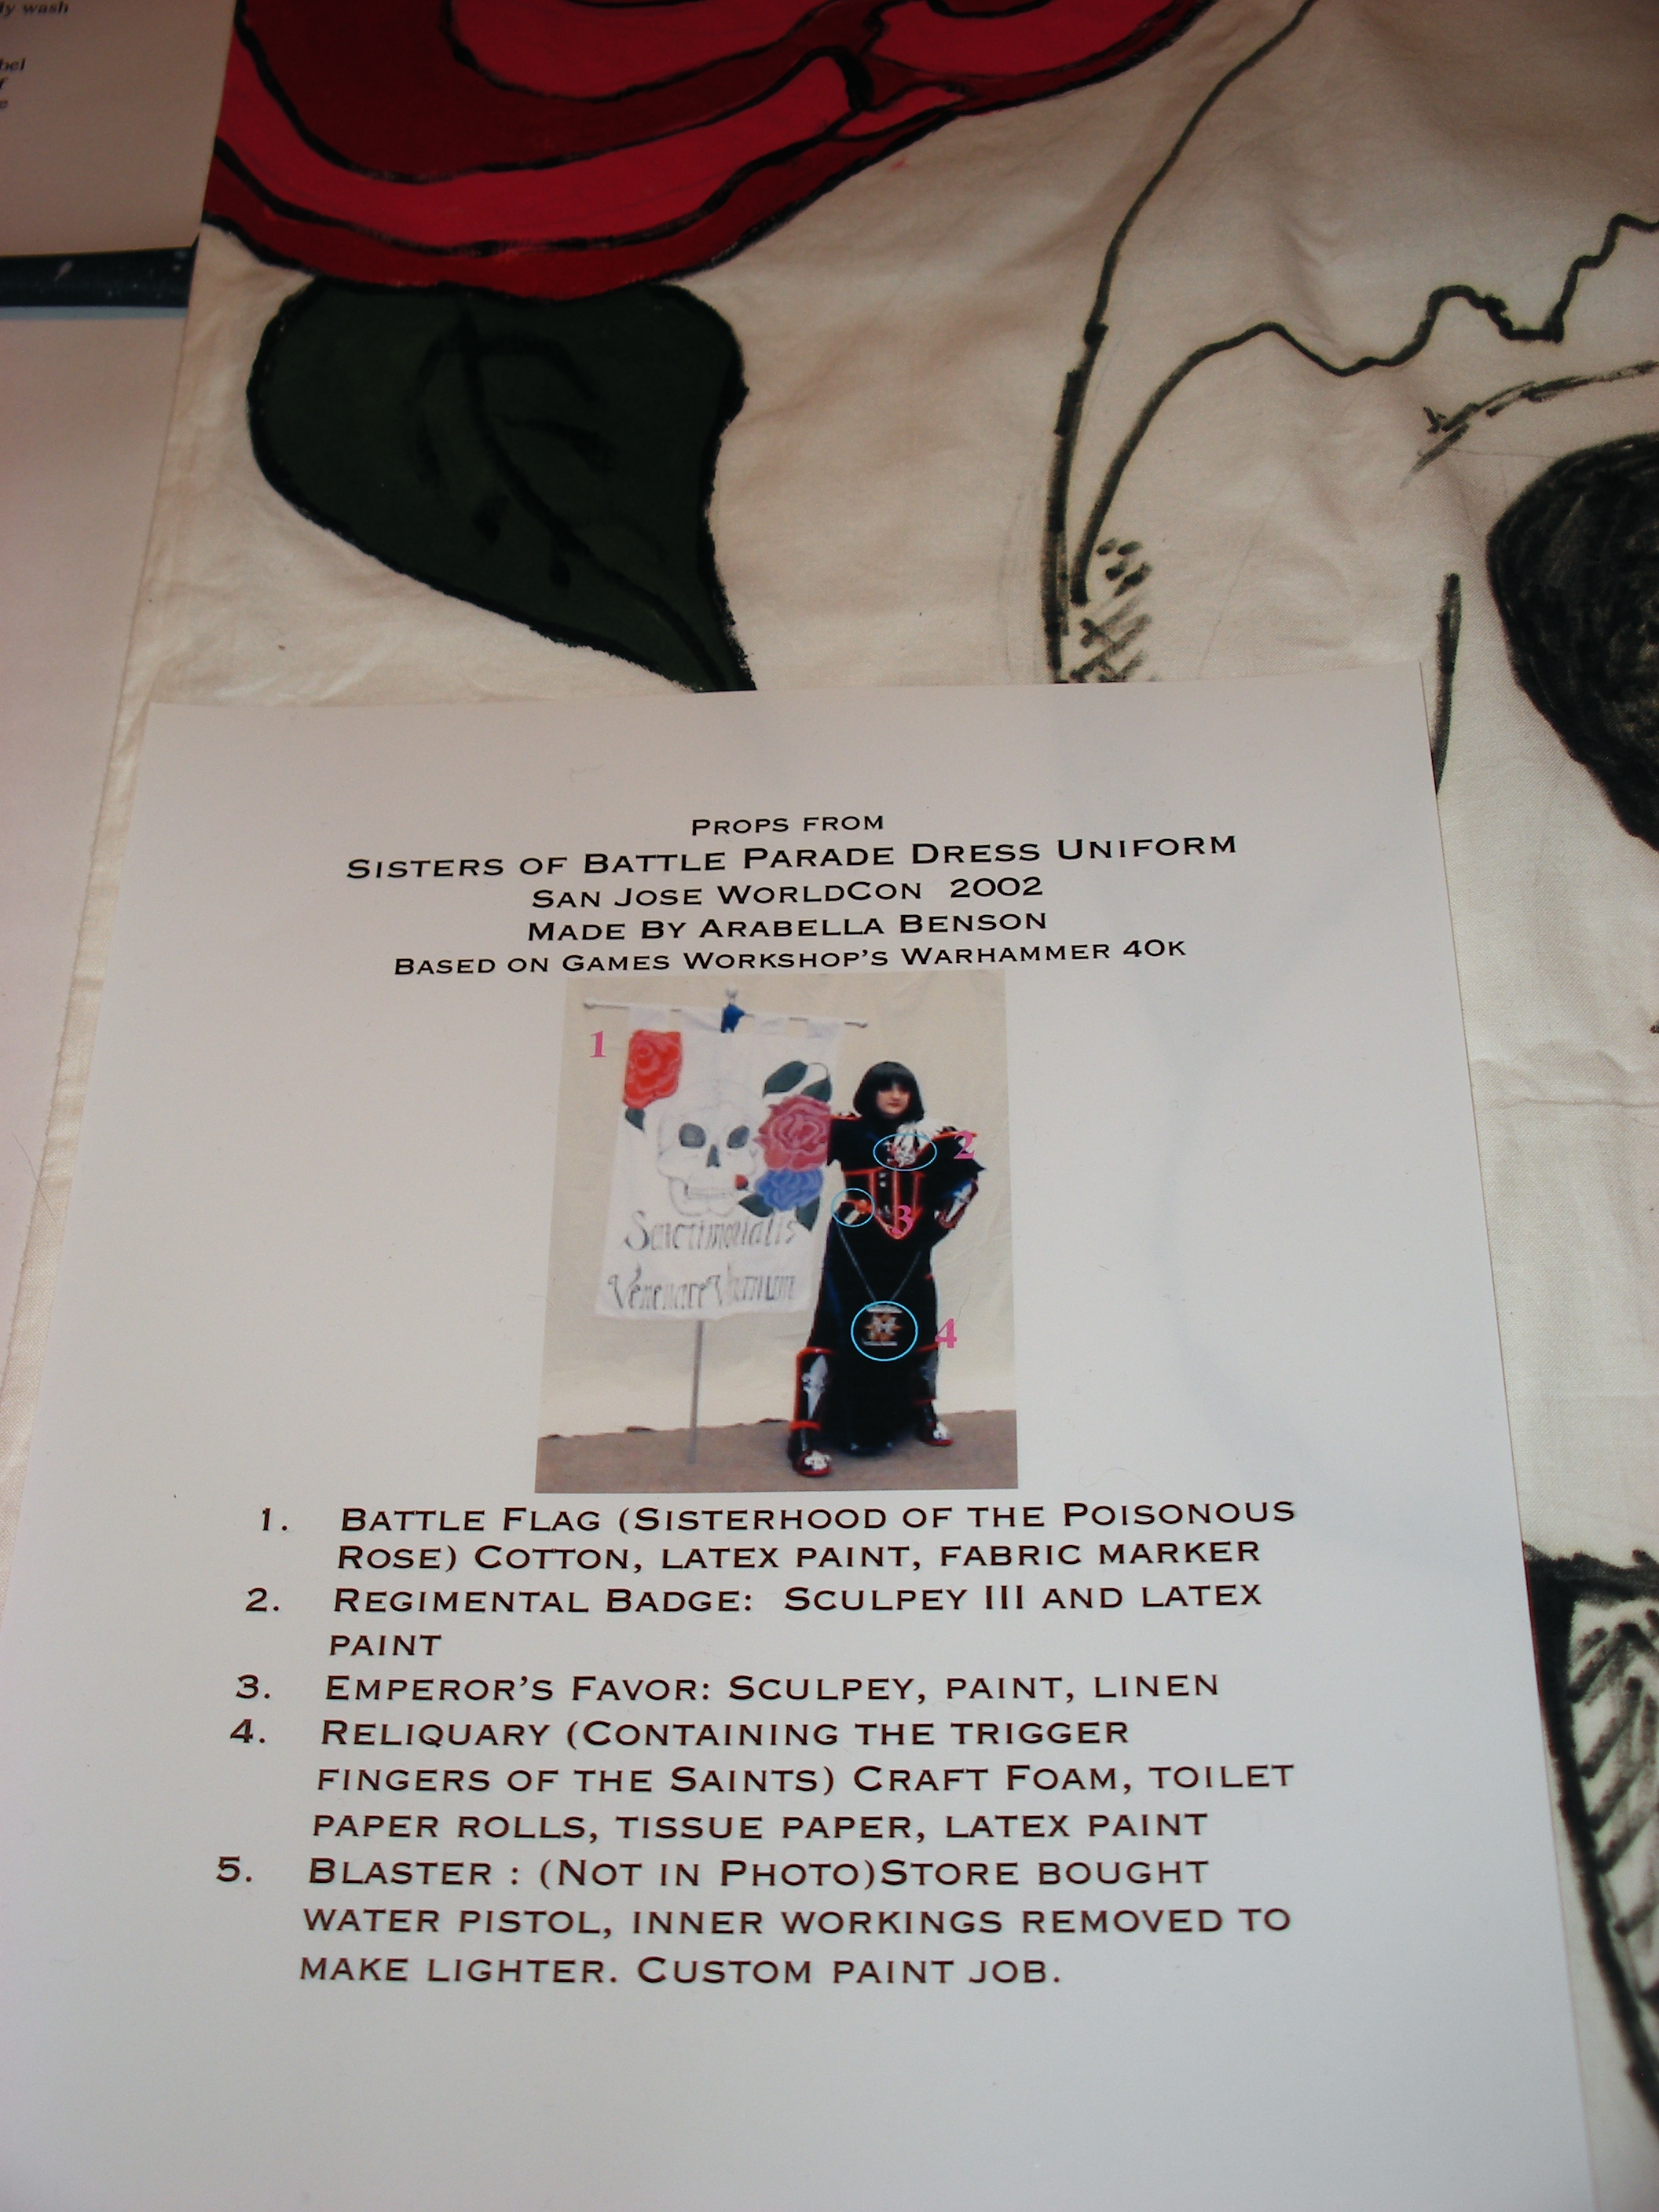 ly wash
PROPS FROM
SISTERS OF BATTLE PARADE DRESS UNIFORM
SAN JOSE WORLDCON 2002
MADE BY ARABELLA BENSON
BASED ON GAMES WORKSHOP'S WARHAMMER 40K
1
2
3
4
Sanctimonialis
Venenare
1. BATTLE FLAG (SISTERHOOD OF THE POISONOUS
ROSE) COTTON, LATEX PAINT, FABRIC MARKER
2. REGIMENTAL BADGE: SCULPEY III AND LATEX
PAINT
3. EMPEROR'S FAVOR: SCULPEY, PAINT, LINEN
4. RELIQUARY (CONTAINING THE TRIGGER
FINGERS OF THE SAINTS) CRAFT FOAM, TOILET
PAPER ROLLS, TISSUE PAPER, LATEX PAINT
5. BLASTER : (NOT IN PHOTO)STORE BOUGHT
WATER PISTOL, INNER WORKINGS REMOVED TO
MAKE LIGHTER. CUSTOM PAINT JOB.